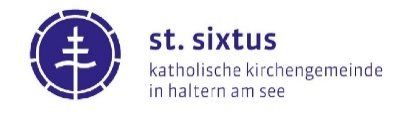 st. sixtus
katholische kirchengemeinde
in haltern am see